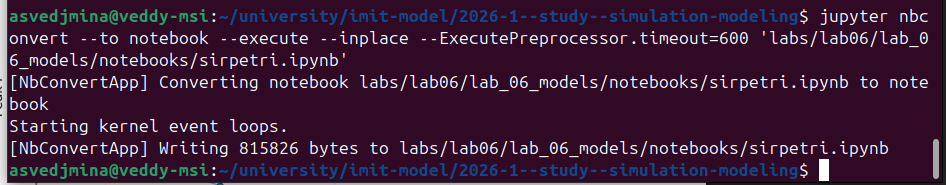 asvedjmina@veddy-msi:~/university/imit-model/2026-1--study--simulation-modeling$ jupyter nbc
onvert --to notebook --execute --inplace --ExecutePreprocessor.timeout=600 'labs/lab06/lab_0
6_models/notebooks/sirpetri.ipynb'
[NbConvertApp] Converting notebook labs/lab06/lab_06_models/notebooks/sirpetri.ipynb to note
book
Starting kernel event loops.
[NbConvertApp] Writing 815826 bytes to labs/lab06/lab_06_models/notebooks/sirpetri.ipynb
asvedjmina@veddy-msi:~/university/imit-model/2026-1--study--simulation-modeling$